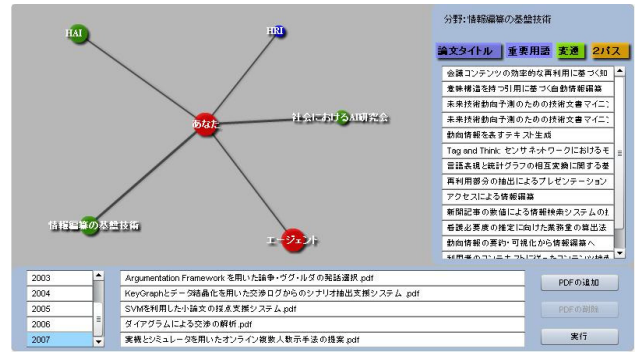 HAI
HRI
あなた
社会におけるAI研究会
情報編纂の基盤技術
エージェント
分野:情報編纂の基盤技術
論文タイトル
重要用語
変遷
2パス
会議コンテンツの効率的な再利用に基づく知
意味構造を持つ引用に基づく自動情報編纂
未来技術動向予測のための技術文書マイニン
未来技術動向予測のための技術文書マイニン
動向情報を表すテキスト生成
Tag and Think: センサネットワークにおけるモ
言語表現と統計グラフの相互変換に関する基
再利用部分の抽出によるプレゼンテーション
アクセスによる情報編纂
新聞記事の数値による情報検索システムの
看護必要度の推定に向けた業務量の算出法
動向情報の要約・可視化から情報編纂へ
2003
2004
2005
2006
2007
Argumentation Framework を用いた論争・ヴグ・ルダの発話選択.pdf
KeyGraphとデータ結晶化を用いた交渉ログからのシナリオ抽出支援システム.pdf
SVMを利用した小論文の採点支援システム.pdf
ダイアグラムによる交渉の解析.pdf
実機とシミュレータを用いたオンライン複数人教示手法の提案.pdf
PDFの追加
PDFの削除
実行